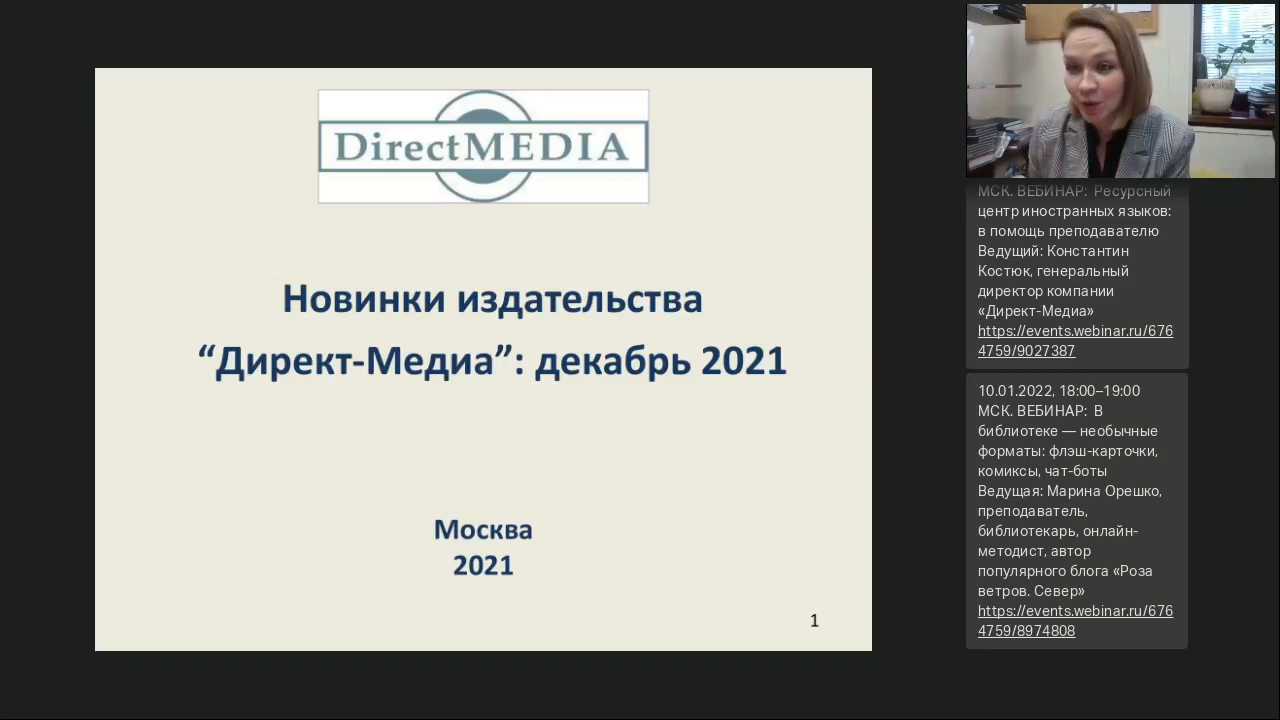 DirectMEDIA
Новинки издательства
“Директ-Медиа”: декабрь 2021
Москва
2021
1
МСК. ВЕБИНАР: Ресурсный
центр иностранных языков:
в помощь преподавателю
Ведущий: Константин
Костюк, генеральный
директор компании
«Директ-Медиа»
https://events.webinar.ru/676
4759/9027387
10.01.2022, 18:00–19:00
МСК. ВЕБИНАР: В
библиотеке — необычные
форматы: флэш-карточки,
комиксы, чат-боты
Ведущая: Марина Орешко,
преподаватель,
библиотекарь, онлайн-
методист, автор
популярного блога «Роза
ветров. Север»
https://events.webinar.ru/676
4759/8974808